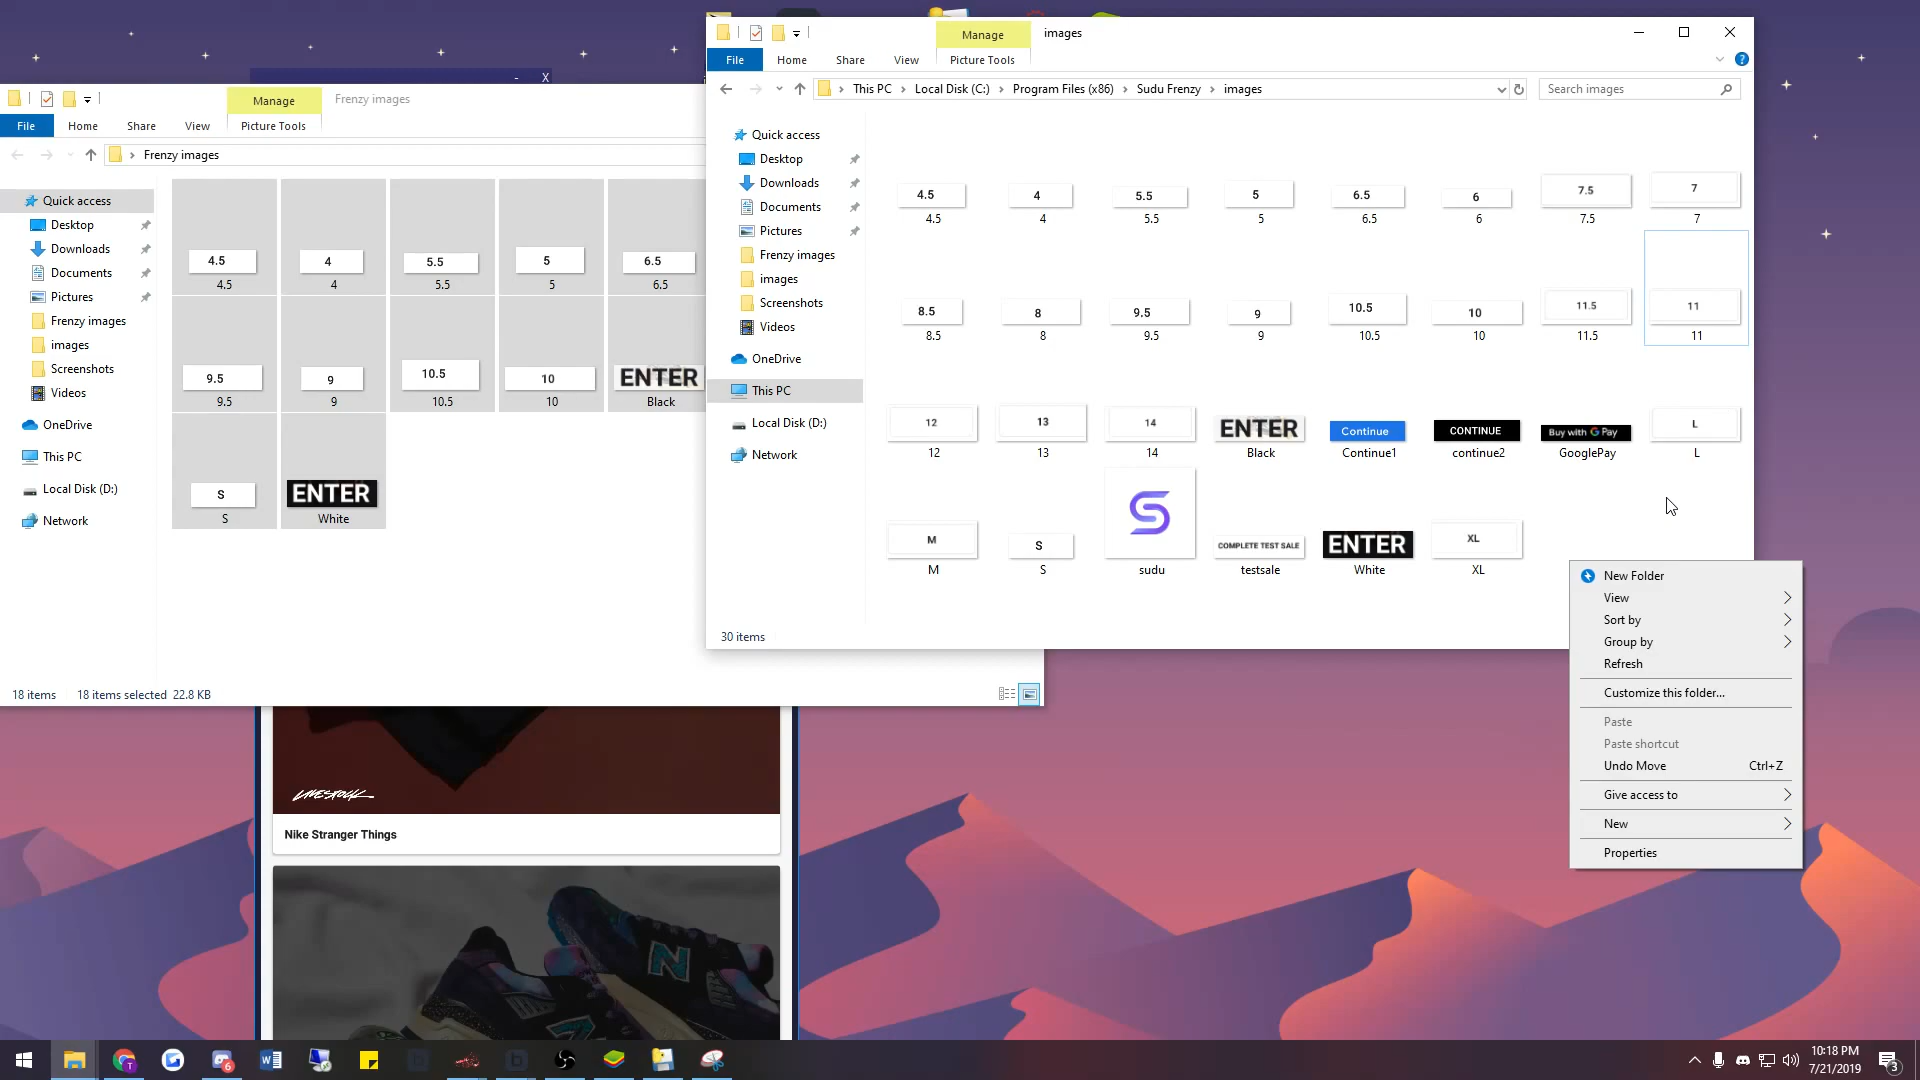 - X
Manage
Frenzy images
File
Home
Share
View
Picture Tools
Frenzy images
Quick access
Desktop
Downloads
Documents
Pictures
Frenzy images
images
Screenshots
Videos
OneDrive
This PC
Local Disk (D:)
Network
4.5
4
5.5
5
6.5
4.5
4
5.5
5
6.5
9.5
9
10.5
10
ENTER
9.5
9
10.5
10
Black
S
ENTER
S
White
18 items
18 items selected 22.8 KB
Manage
images
File
Home
Share
View
Picture Tools
?
This PC
Local Disk (C:)
Program Files (x86)
Sudu Frenzy
images
Search images
Quick access
Desktop
Downloads
Documents
Pictures
Frenzy images
images
Screenshots
Videos
OneDrive
This PC
Local Disk (D:)
Network
4.5
4
5.5
5
6.5
6
7.5
7
4.5
4
5.5
5
6.5
6
7.5
7
8.5
8
9.5
9
10.5
10
11.5
11
8.5
8
9.5
9
10.5
10
11.5
11
12
13
14
ENTER
Continue
CONTINUE
Buy with G Pay
L
12
13
14
Black
Continue1
continue2
GooglePay
L
M
S
S
COMPLETE TEST SALE
ENTER
XL
M
S
sudu
testsale
White
XL
30 items
New Folder
View
Sort by
Group by
Refresh
Customize this folder...
Paste
Paste shortcut
Undo Move Ctrl+Z
Give access to
New
Properties
LIVESTOCK
Nike Stranger Things
N
T
6
10:18 PM
7/21/2019
3